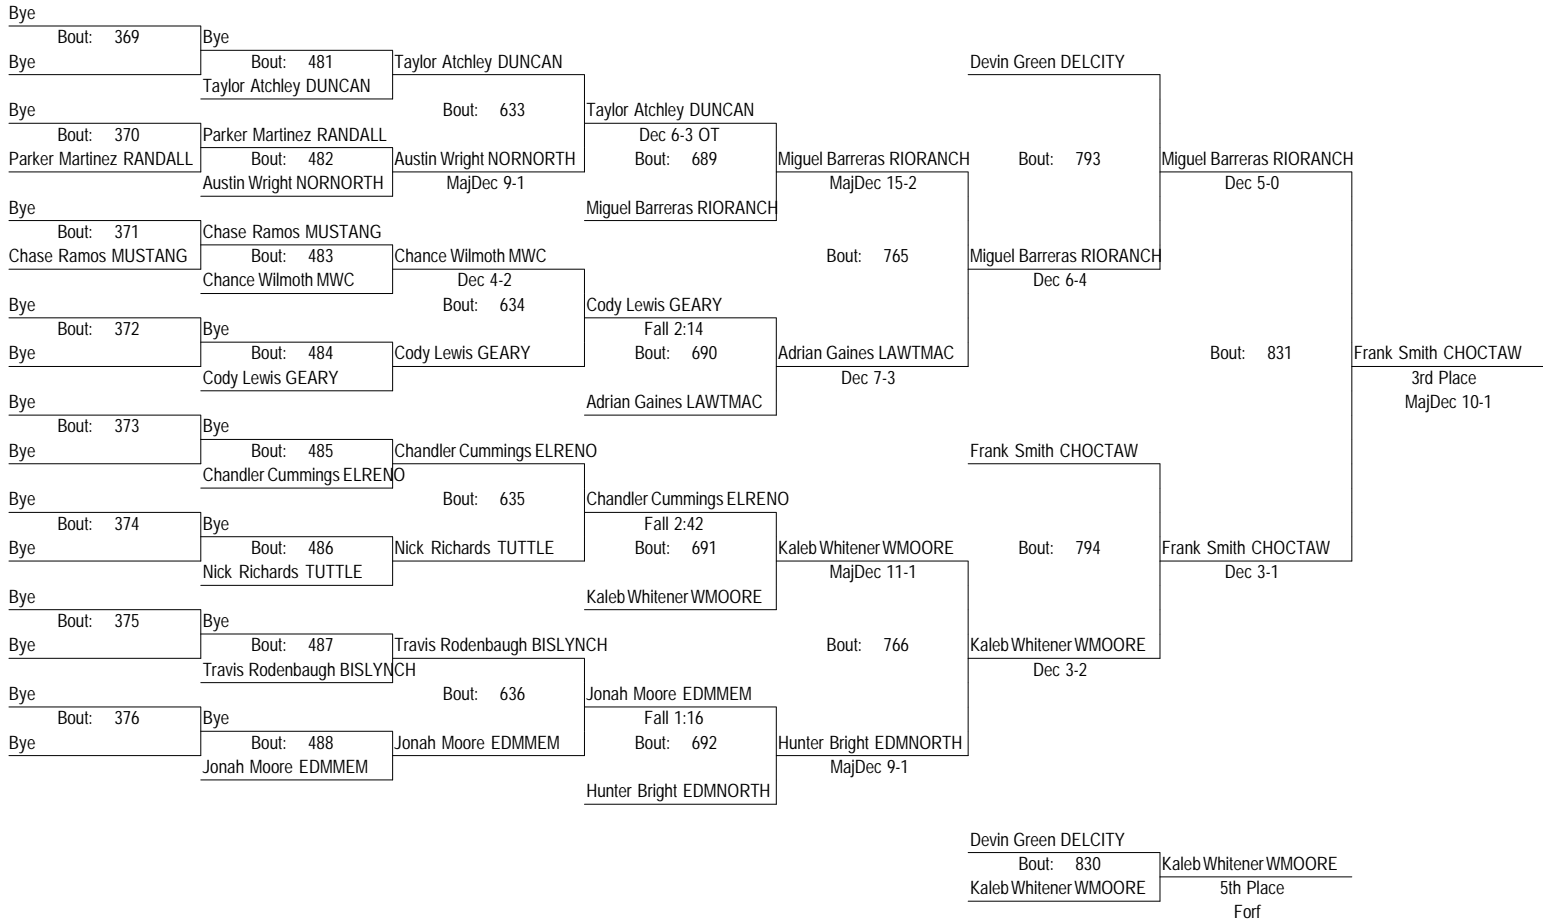 Bye
Bout: 369 Bye
Bye Bout: 481 Taylor Atchley DUNCAN Devin Green DELCITY
Taylor Atchley DUNCAN
Bye Bout: 633 Taylor Atchley DUNCAN
Bout: 370 Parker Martinez RANDALL Dec 6-3 OT
Parker Martinez RANDALL Bout: 482 Austin Wright NORNORTH Bout: 689 Miguel Barreras RIORANCH Bout: 793 Miguel Barreras RIORANCH
Austin Wright NORNORTH MajDec 9-1 MajDec 15-2 Dec 5-0
Bye Miguel Barreras RIORANCH
Bout: 371 Chase Ramos MUSTANG
Chase Ramos MUSTANG Bout: 483 Chance Wilmoth MWC Bout: 765 Miguel Barreras RIORANCH
Chance Wilmoth MWC Dec 4-2 Dec 6-4
Bye Bout: 634 Cody Lewis GEARY
Bout: 372 Bye Fall 2:14
Bye Bout: 484 Cody Lewis GEARY Bout: 690 Adrian Gaines LAWTMAC Bout: 831 Frank Smith CHOCTAW
Cody Lewis GEARY Dec 7-3 3rd Place
Bye Adrian Gaines LAWTMAC MajDec 10-1
Bout: 373 Bye
Bye Bout: 485 Chandler Cummings ELRENO Frank Smith CHOCTAW
Chandler Cummings ELRENO
Bye Bout: 635 Chandler Cummings ELRENO
Bout: 374 Bye Fall 2:42
Bye Bout: 486 Nick Richards TUTTLE Bout: 691 Kaleb Whitener WMOORE Bout: 794 Frank Smith CHOCTAW
Nick Richards TUTTLE MajDec 11-1 Dec 3-1
Bye Kaleb Whitener WMOORE
Bout: 375 Bye
Bye Bout: 487 Travis Rodenbaugh BISLYNCH Bout: 766 Kaleb Whitener WMOORE
Travis Rodenbaugh BISLYNCH Dec 3-2
Bye Bout: 636 Jonah Moore EDMMEM
Bout: 376 Bye Fall 1:16
Bye Bout: 488 Jonah Moore EDMMEM Bout: 692 Hunter Bright EDMNORTH
Jonah Moore EDMMEM MajDec 9-1
Hunter Bright EDMNORTH
Devin Green DELCITY
Bout: 830 Kaleb Whitener WMOORE
Kaleb Whitener WMOORE 5th Place
Forf